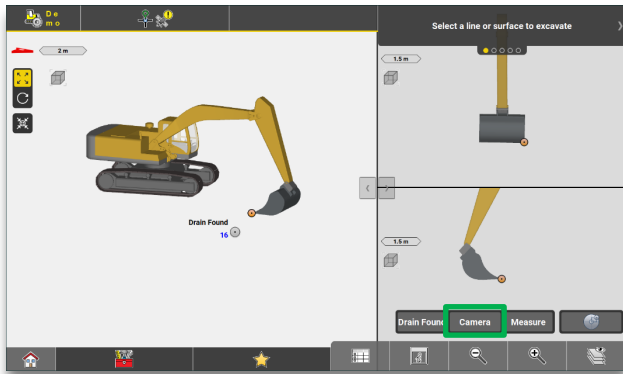 De
mo
Select a line or surface to excavate
2 m
1.5 m
Drain Found
16
1.5 m
Drain Found
Camera
Measure